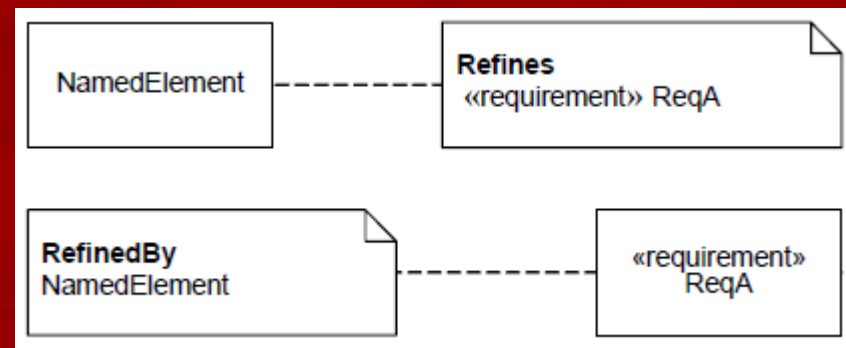 NamedElement
Refines
«requirement» ReqA
RefinedBy
NamedElement
«requirement»
ReqA